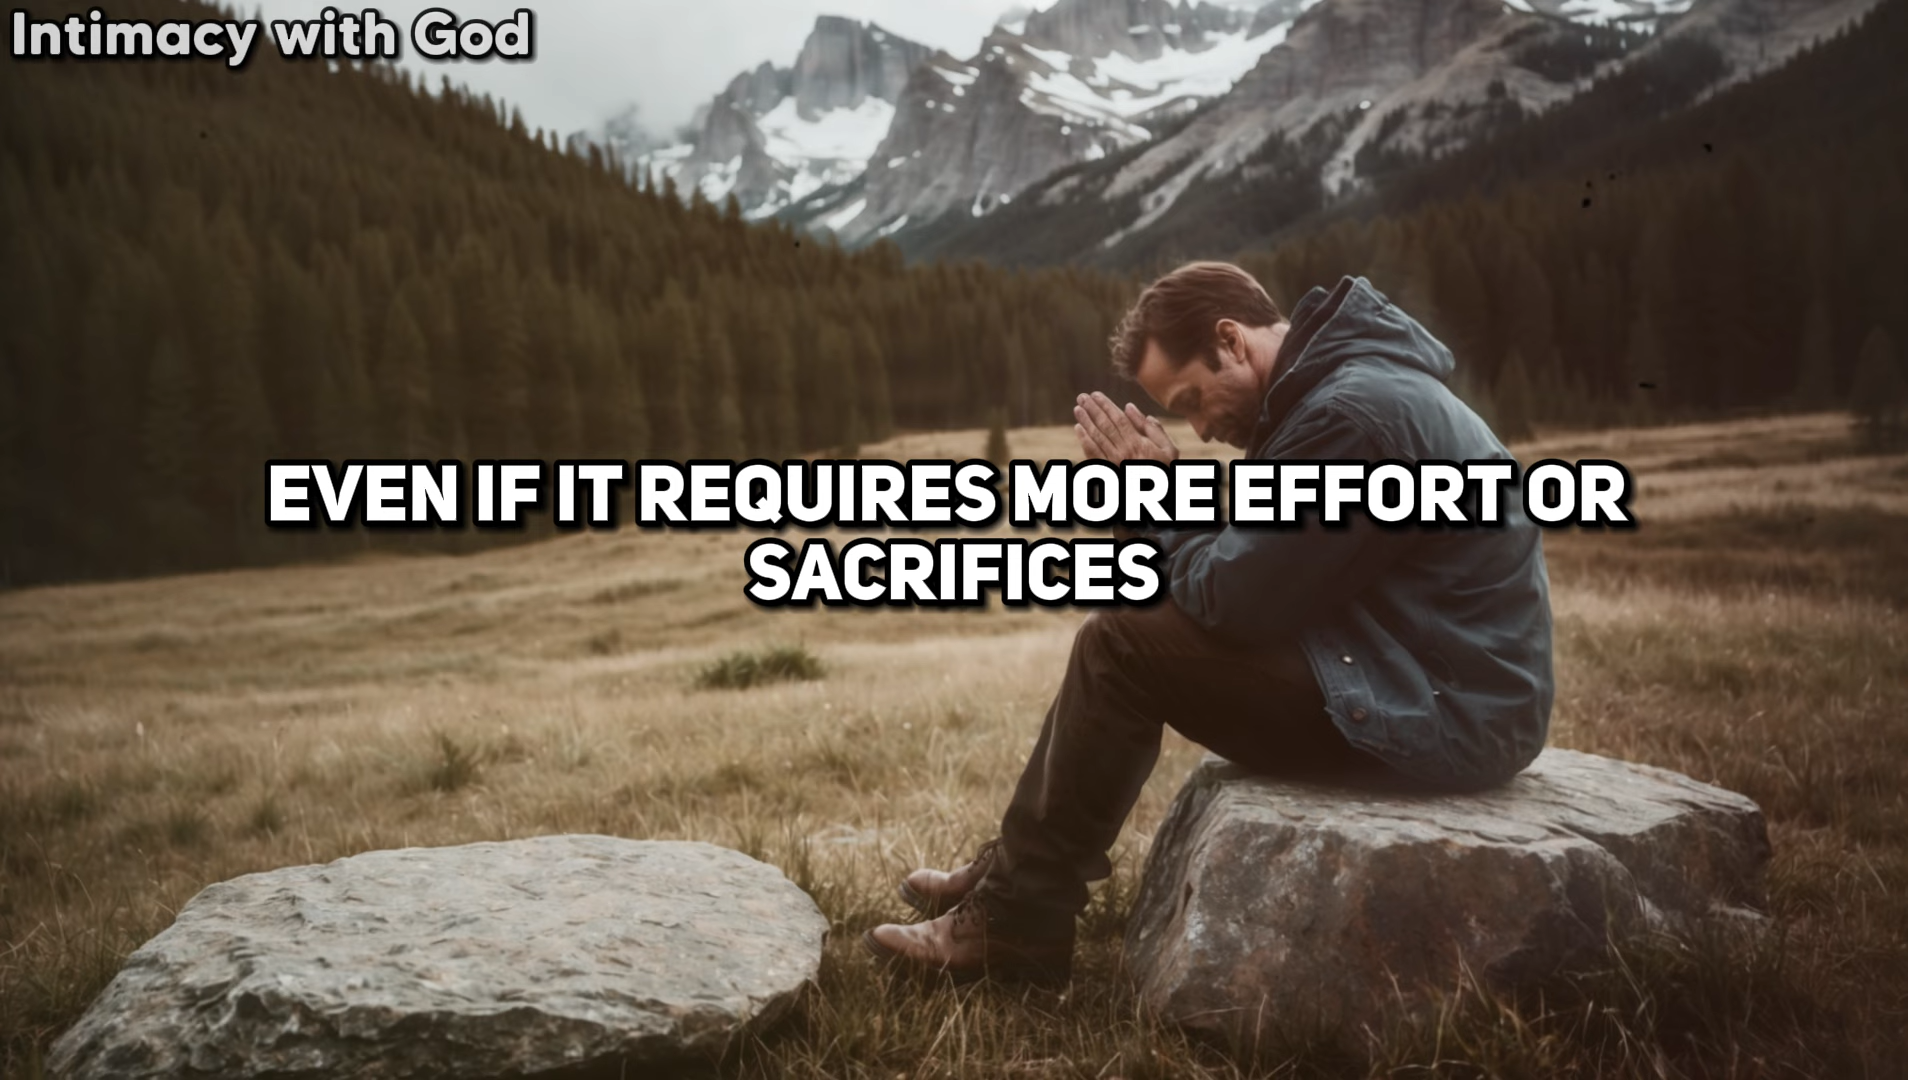 Intimacy with God
EVEN IF IT REQUIRES MORE EFFORT OR
SACRIFICES